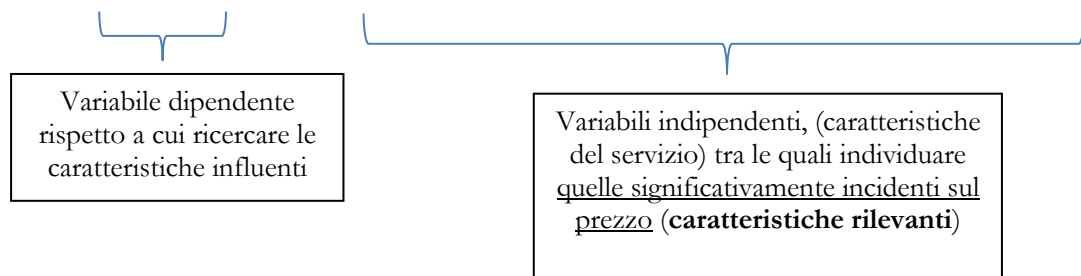 Variabile dipendente
rispetto a cui ricercare le
caratteristiche influenti
Variabili indipendenti, (caratteristiche
del servizio) tra le quali individuare
quelle significativamente incidenti sul
prezzo (caratteristiche rilevanti)